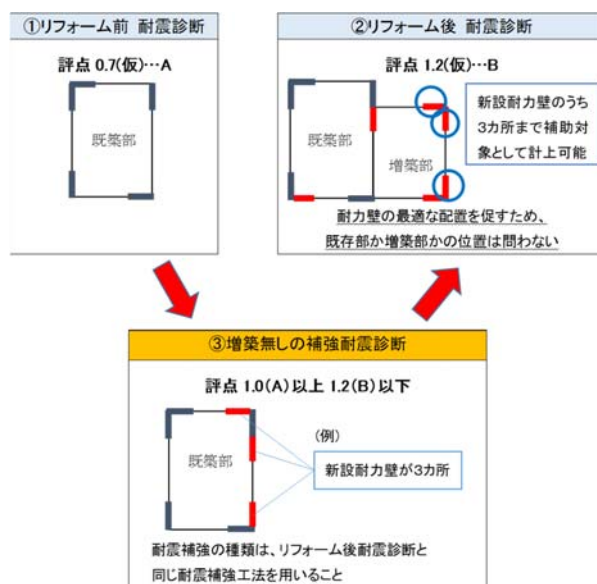 ①リフォーム前 耐震診断
評点 0.7(仮)…A
既築部
②リフォーム後 耐震診断
評点 1.2(仮)…B
既築部
増築部
新設耐力壁のうち
3カ所まで補助対
象として計上可能
耐力壁の最適な配置を促すため、
既存部か増築部かの位置は問わない
③増築無しの補強耐震診断
評点 1.0(A)以上 1.2(B)以下
既築部
(例)
新設耐力壁が3カ所
耐震補強の種類は、リフォーム後耐震診断と
同じ耐震補強工法を用いること